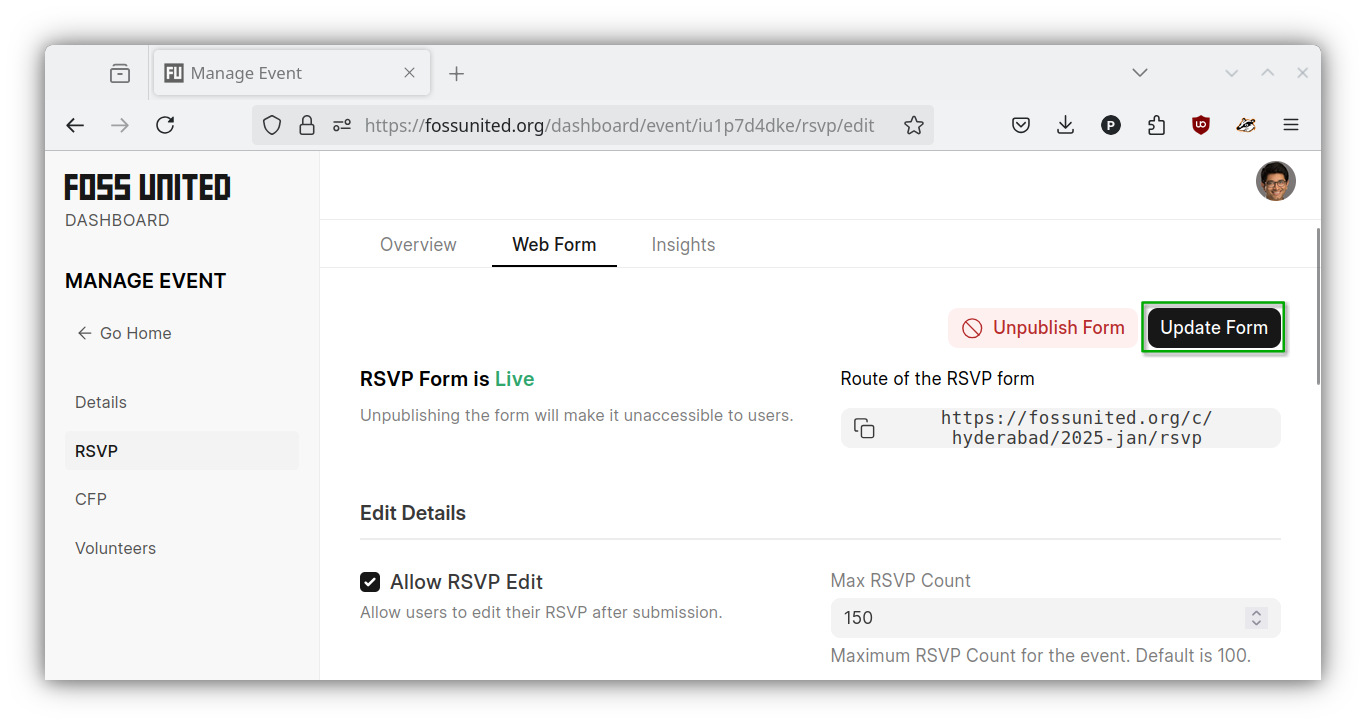 Manage Event
https://fossunited.org/dashboard/event/iu1p7d4dke/rsvp/edit
FOSS UNITED
DASHBOARD
MANAGE EVENT
Go Home
Details
RSVP
CFP
Volunteers
Overview
Web Form
Insights
Unpublish Form
Update Form
RSVP Form is Live
Unpublishing the form will make it unaccessible to users.
Route of the RSVP form
https://fossunited.org/c/
hyderabad/2025-jan/rsvp
Edit Details
Allow RSVP Edit
Allow users to edit their RSVP after submission.
Max RSVP Count
150
Maximum RSVP Count for the event. Default is 100.